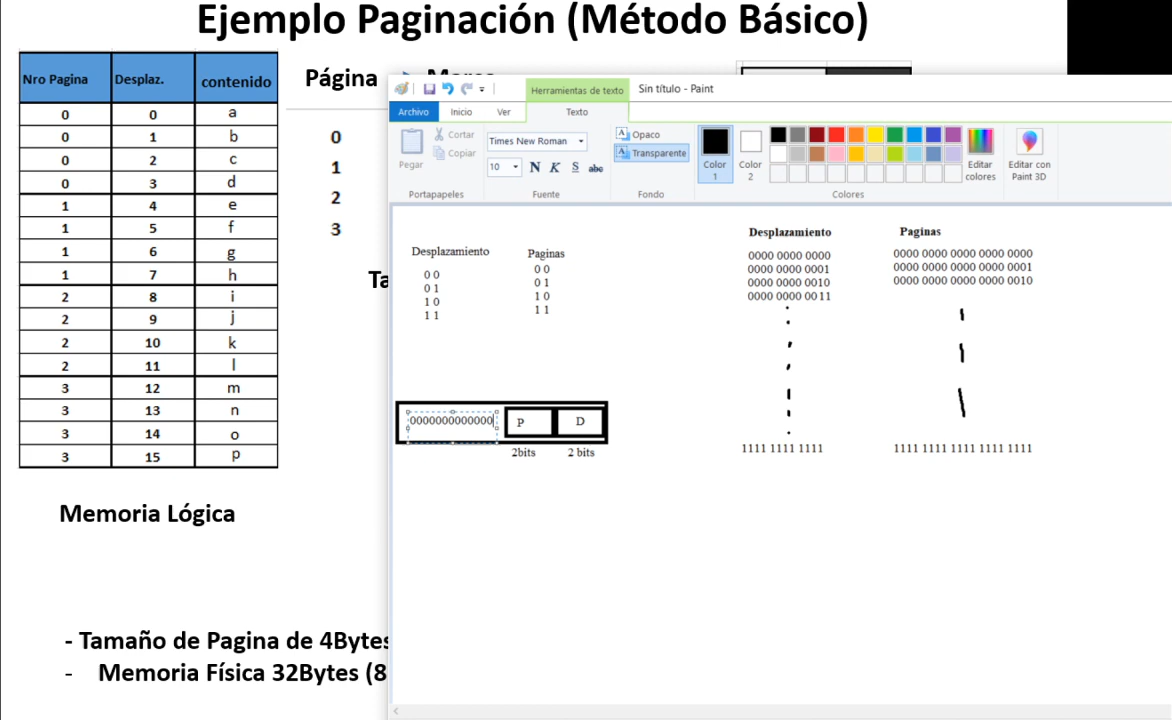 Ejemplo Paginación (Método Básico)
Nro Pagina Desplaz. contenido
0 0 a
0 1 b
0 2 c
0 3 d
1 4 e
1 5 f
1 6 g
1 7 h
2 8 i
2 9 j
2 10 k
2 11 l
3 12 m
3 13 n
3 14 o
3 15 p
Memoria Lógica
- Tamaño de Pagina de 4Bytes
- Memoria Física 32Bytes (8
Página
0
1
2
3
Ta
Herramientas de texto
Sin título - Paint
Archivo Inicio Ver Texto
Pegar
Cortar
Copiar
Portapapeles
Times New Roman
10 N K S abc
Fuente
Opaco
Transparente
Fondo
Color 1
Color 2
Editar colores
Editar con Paint 3D
Colores
Desplazamiento
0 0
0 1
1 0
1 1
Paginas
0 0
0 1
1 0
1 1
0000000000000
P D
2bits 2 bits
Desplazamiento
0000 0000 0000
0000 0000 0001
0000 0000 0010
0000 0000 0011
1111 1111 1111
Paginas
0000 0000 0000 0000 0000
0000 0000 0000 0000 0001
0000 0000 0000 0000 0010
1111 1111 1111 1111 1111